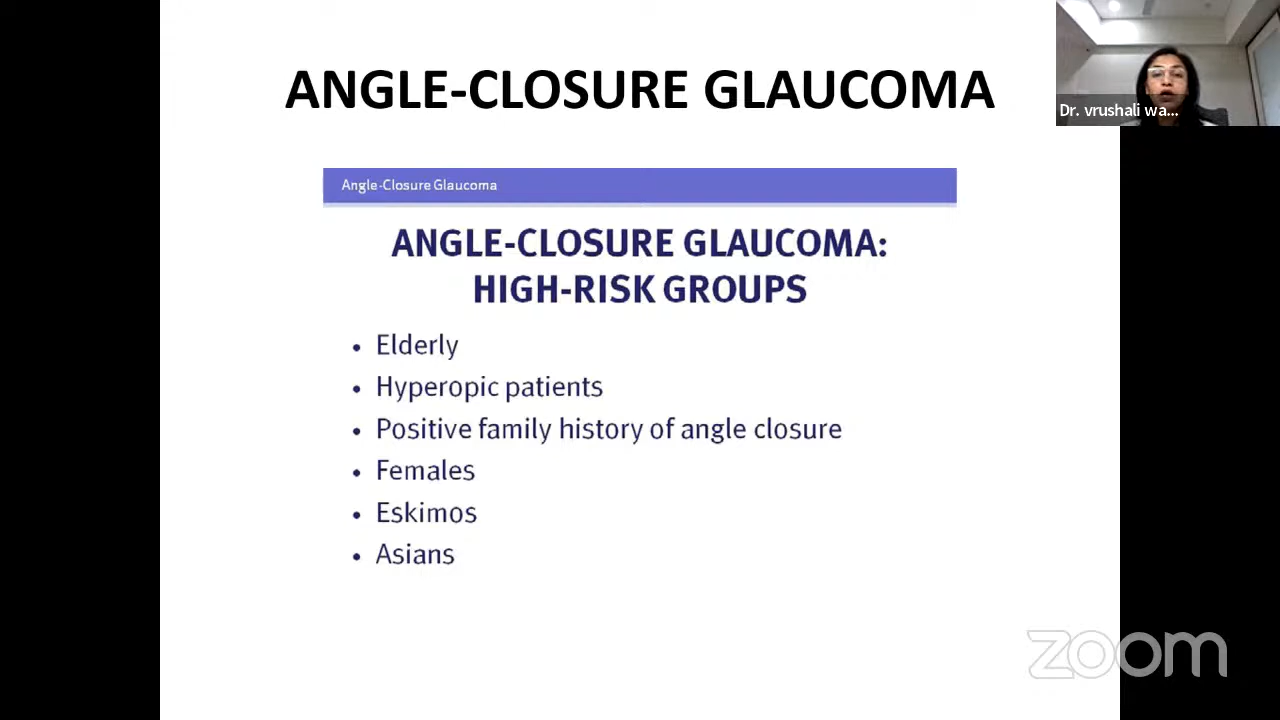 ANGLE-CLOSURE GLAUCOMA
Dr. vrushali wa...
Angle-Closure Glaucoma
ANGLE-CLOSURE GLAUCOMA:
HIGH-RISK GROUPS
• Elderly
• Hyperopic patients
• Positive family history of angle closure
• Females
• Eskimos
• Asians
zoom